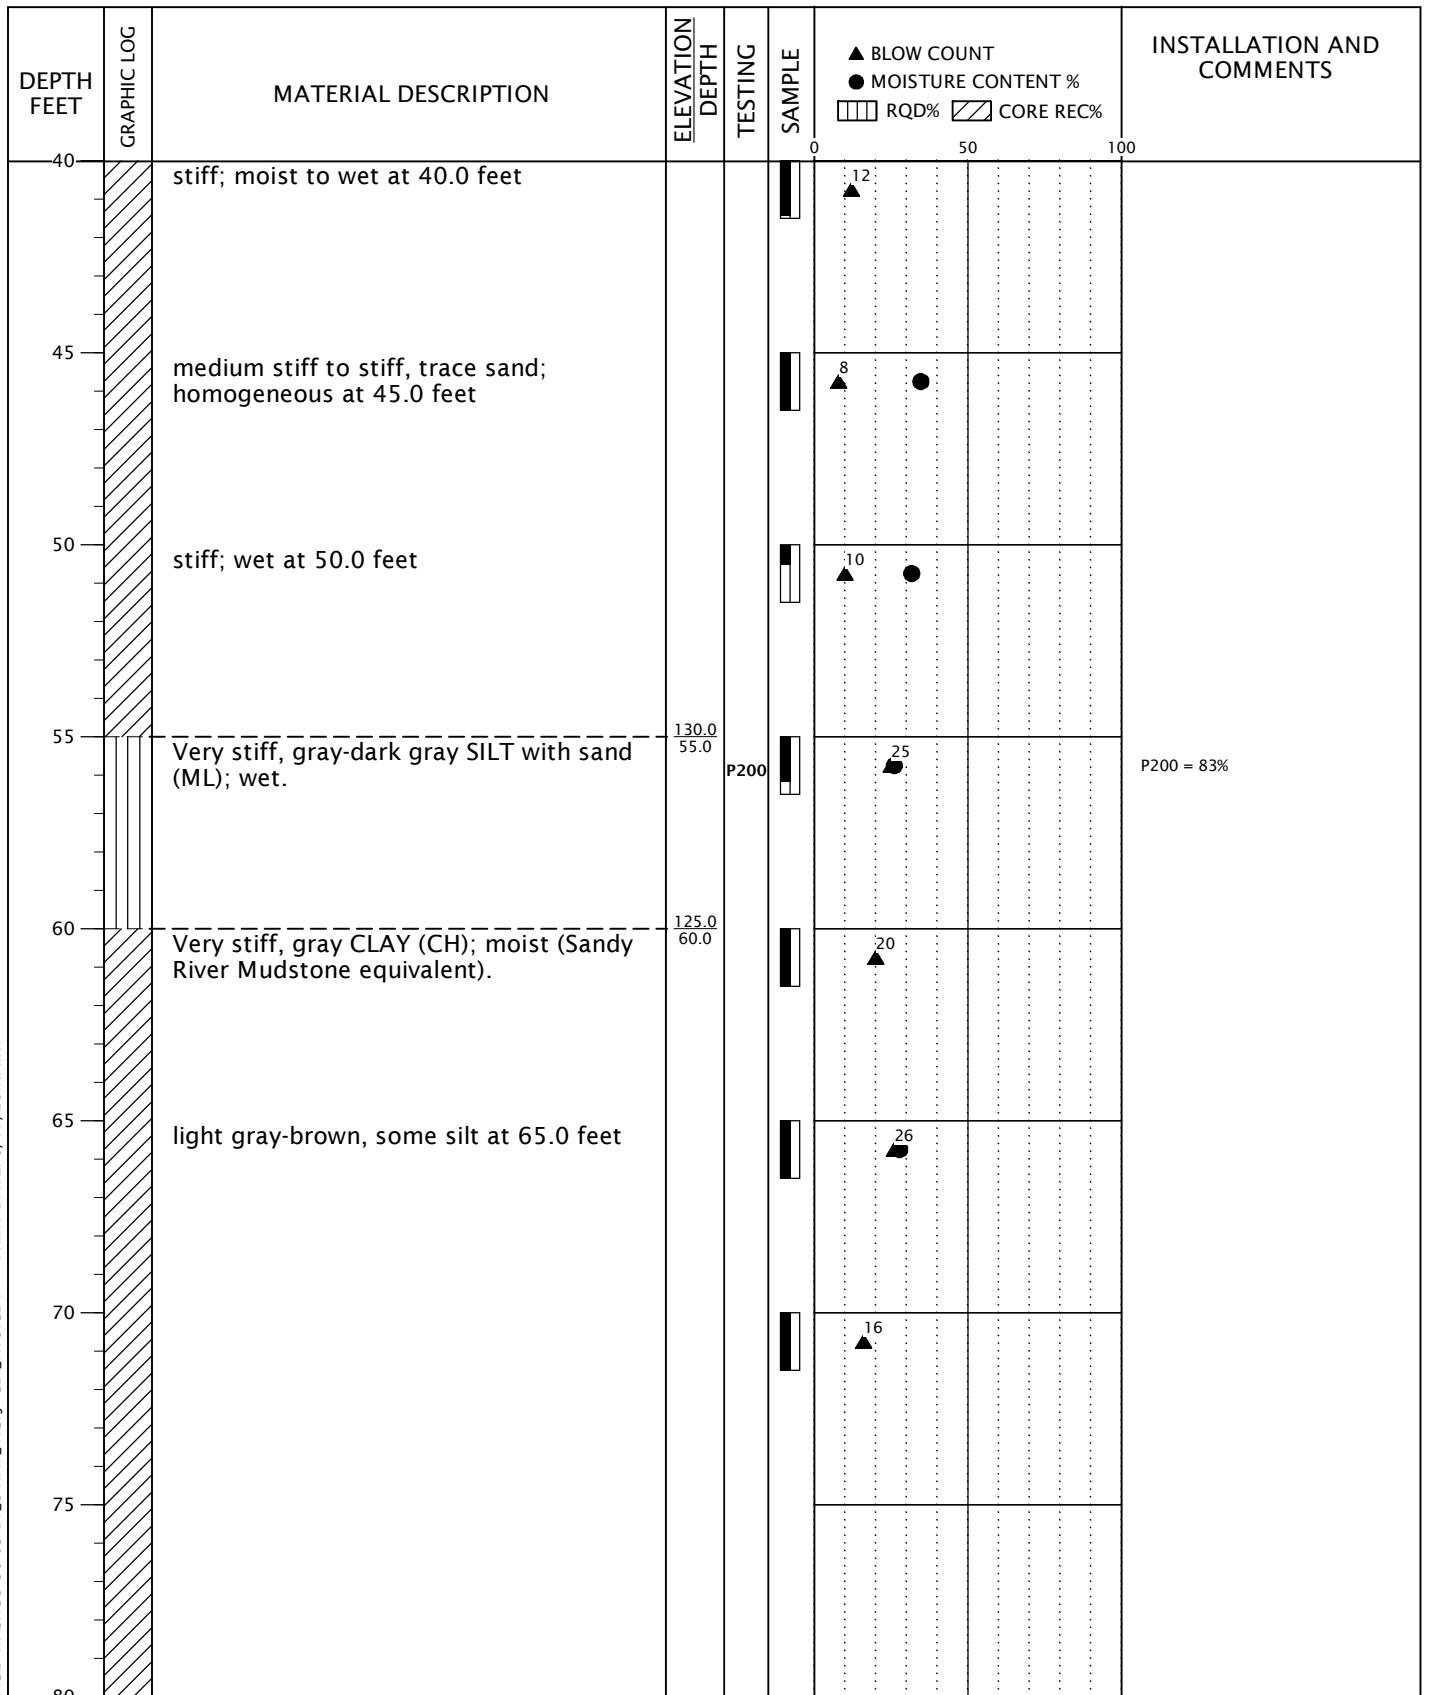 DEPTH
FEET
GRAPHIC LOG
MATERIAL DESCRIPTION
ELEVATION
DEPTH
TESTING
SAMPLE
▲ BLOW COUNT
● MOISTURE CONTENT %
RQD% CORE REC%
INSTALLATION AND
COMMENTS
0 50 100
40
stiff; moist to wet at 40.0 feet
12
45
medium stiff to stiff, trace sand;
homogeneous at 45.0 feet
8
50
stiff; wet at 50.0 feet
10
55
130.0
55.0
Very stiff, gray-dark gray SILT with sand
(ML); wet.
P200
25
P200 = 83%
60
125.0
60.0
Very stiff, gray CLAY (CH); moist (Sandy
River Mudstone equivalent).
20
65
light gray-brown, some silt at 65.0 feet
26
70
16
75
80